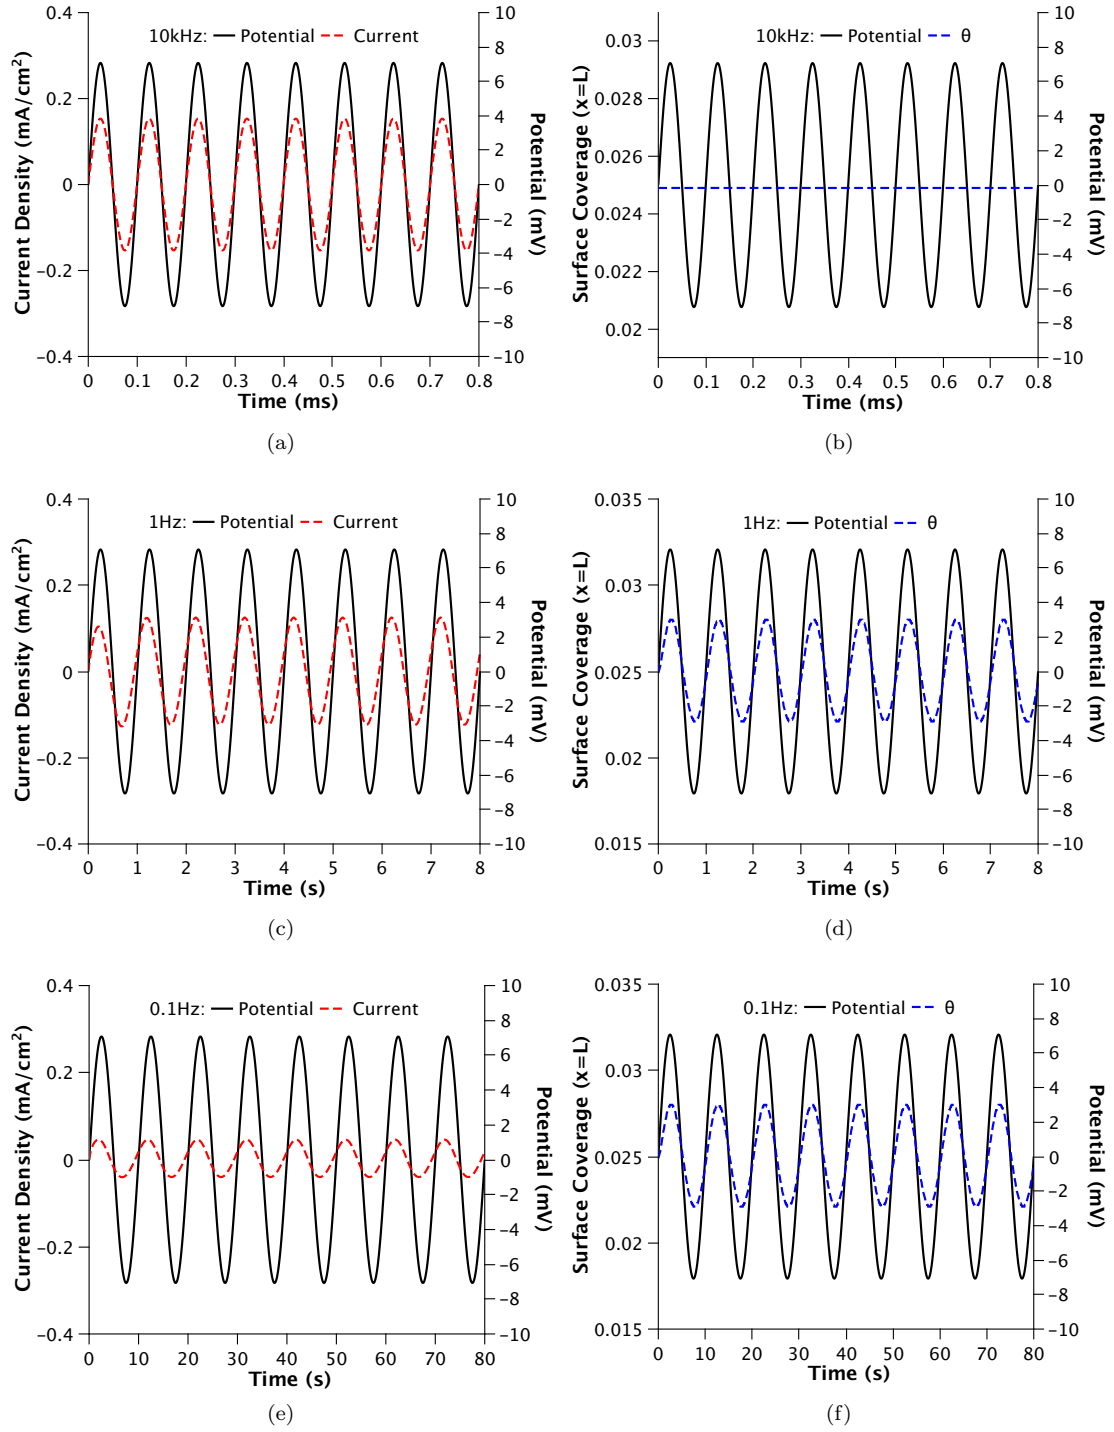 10kHz: Potential Current
Current Density (mA/cm²)
0.4
0.2
0
−0.2
−0.4
10
8
6
4
2
0
−2
−4
−6
−8
−10
Potential (mV)
0 0.1 0.2 0.3 0.4 0.5 0.6 0.7 0.8
Time (ms)
(a)
10kHz: Potential θ
Surface Coverage (x=L)
0.03
0.028
0.026
0.024
0.022
0.02
10
8
6
4
2
0
−2
−4
−6
−8
−10
Potential (mV)
0 0.1 0.2 0.3 0.4 0.5 0.6 0.7 0.8
Time (ms)
(b)
1Hz: Potential Current
Current Density (mA/cm²)
0.4
0.2
0
−0.2
−0.4
10
8
6
4
2
0
−2
−4
−6
−8
−10
Potential (mV)
0 1 2 3 4 5 6 7 8
Time (s)
(c)
1Hz: Potential θ
Surface Coverage (x=L)
0.035
0.03
0.025
0.02
0.015
10
8
6
4
2
0
−2
−4
−6
−8
−10
Potential (mV)
0 1 2 3 4 5 6 7 8
Time (s)
(d)
0.1Hz: Potential Current
Current Density (mA/cm²)
0.4
0.2
0
−0.2
−0.4
10
8
6
4
2
0
−2
−4
−6
−8
−10
Potential (mV)
0 10 20 30 40 50 60 70 80
Time (s)
(e)
0.1Hz: Potential θ
Surface Coverage (x=L)
0.035
0.03
0.025
0.02
0.015
10
8
6
4
2
0
−2
−4
−6
−8
−10
Potential (mV)
0 10 20 30 40 50 60 70 80
Time (s)
(f)